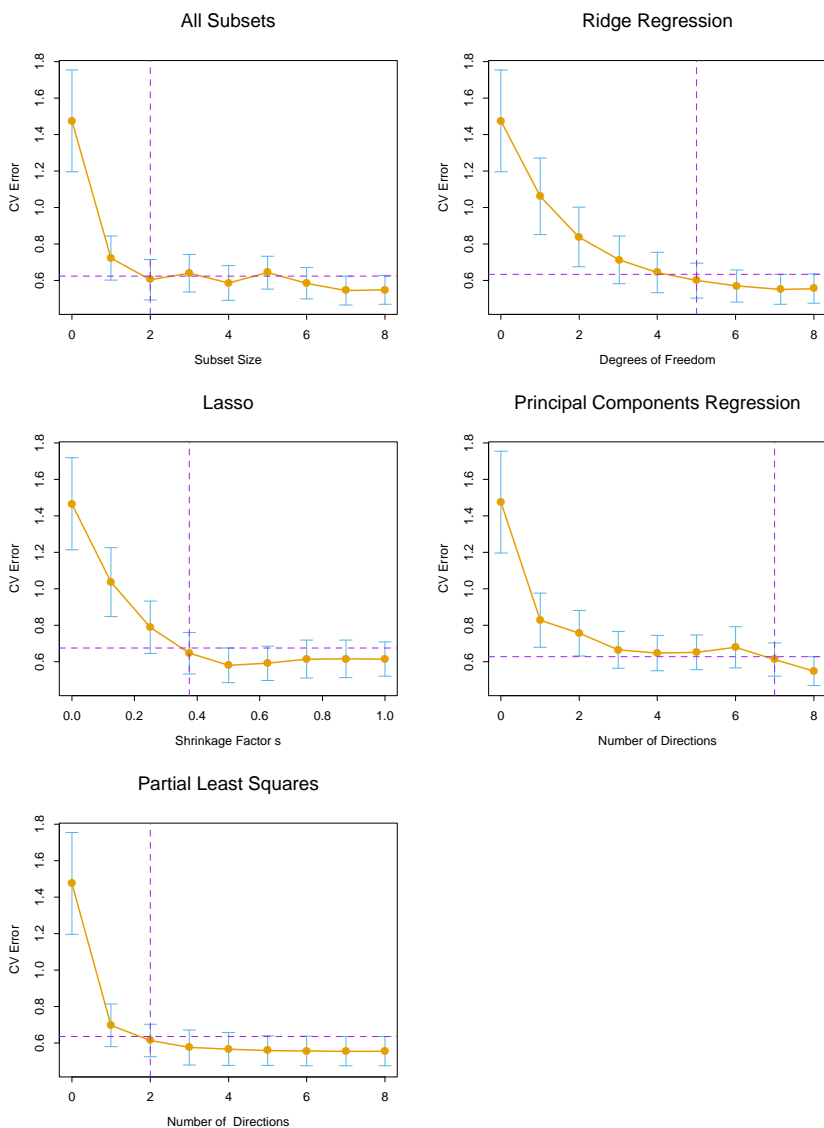 All Subsets
1.8
1.6
1.4
1.2
1.0
0.8
0.6
CV Error
0 2 4 6 8
Subset Size
Ridge Regression
1.8
1.6
1.4
1.2
1.0
0.8
0.6
CV Error
0 2 4 6 8
Degrees of Freedom
Lasso
1.8
1.6
1.4
1.2
1.0
0.8
0.6
CV Error
0.0 0.2 0.4 0.6 0.8 1.0
Shrinkage Factor s
Principal Components Regression
1.8
1.6
1.4
1.2
1.0
0.8
0.6
CV Error
0 2 4 6 8
Number of Directions
Partial Least Squares
1.8
1.6
1.4
1.2
1.0
0.8
0.6
CV Error
0 2 4 6 8
Number of Directions